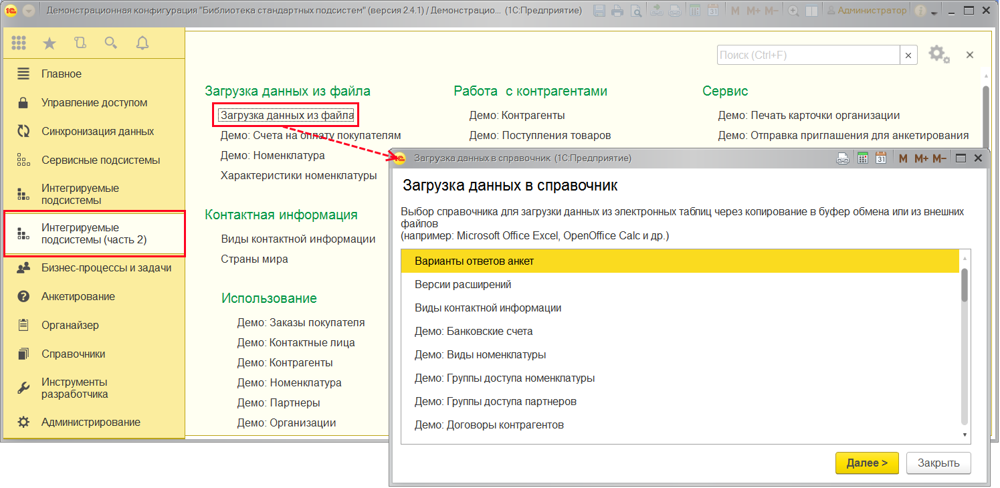 Демонстрационная конфигурация "Библиотека стандартных подсистем" (версия 2.4.1) / Демонстрацио... (1С:Предприятие)
M M+ M−
Администратор
Поиск (Ctrl+F)
Главное
Управление доступом
Синхронизация данных
Сервисные подсистемы
Интегрируемые
подсистемы
Интегрируемые
подсистемы (часть 2)
Бизнес-процессы и задачи
Анкетирование
Органайзер
Справочники
Инструменты
разработчика
Администрирование
Загрузка данных из файла
Загрузка данных из файла
Демо: Счета на оплату покупателям
Демо: Номенклатура
Характеристики номенклатуры
Контактная информация
Виды контактной информации
Страны мира
Использование
Демо: Заказы покупателя
Демо: Контактные лица
Демо: Контрагенты
Демо: Номенклатура
Демо: Партнеры
Демо: Организации
Работа с контрагентами
Демо: Контрагенты
Демо: Поступления товаров
Сервис
Демо: Печать карточки организации
Демо: Отправка приглашения для анкетирования
Загрузка данных в справочник (1С:Предприятие)
31
M M+ M−
Загрузка данных в справочник
Выбор справочника для загрузки данных из электронных таблиц через копирование в буфер обмена или из внешних
файлов
(например: Microsoft Office Excel, OpenOffice Calc и др.)
Варианты ответов анкет
Версии расширений
Виды контактной информации
Демо: Банковские счета
Демо: Виды номенклатуры
Демо: Группы доступа номенклатуры
Демо: Группы доступа партнеров
Демо: Договоры контрагентов
Далее >
Закрыть